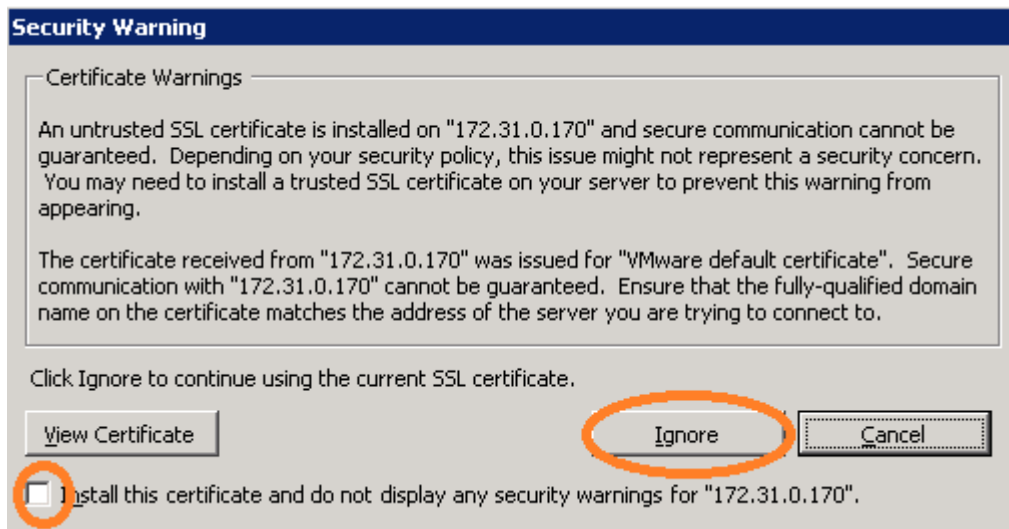 Security Warning
Certificate Warnings
An untrusted SSL certificate is installed on "172.31.0.170" and secure communication cannot be
guaranteed.  Depending on your security policy, this issue might not represent a security concern.
You may need to install a trusted SSL certificate on your server to prevent this warning from
appearing.
The certificate received from "172.31.0.170" was issued for "VMware default certificate".  Secure
communication with "172.31.0.170" cannot be guaranteed.  Ensure that the fully-qualified domain
name on the certificate matches the address of the server you are trying to connect to.
Click Ignore to continue using the current SSL certificate.
View Certificate
Ignore
Cancel
Install this certificate and do not display any security warnings for "172.31.0.170".